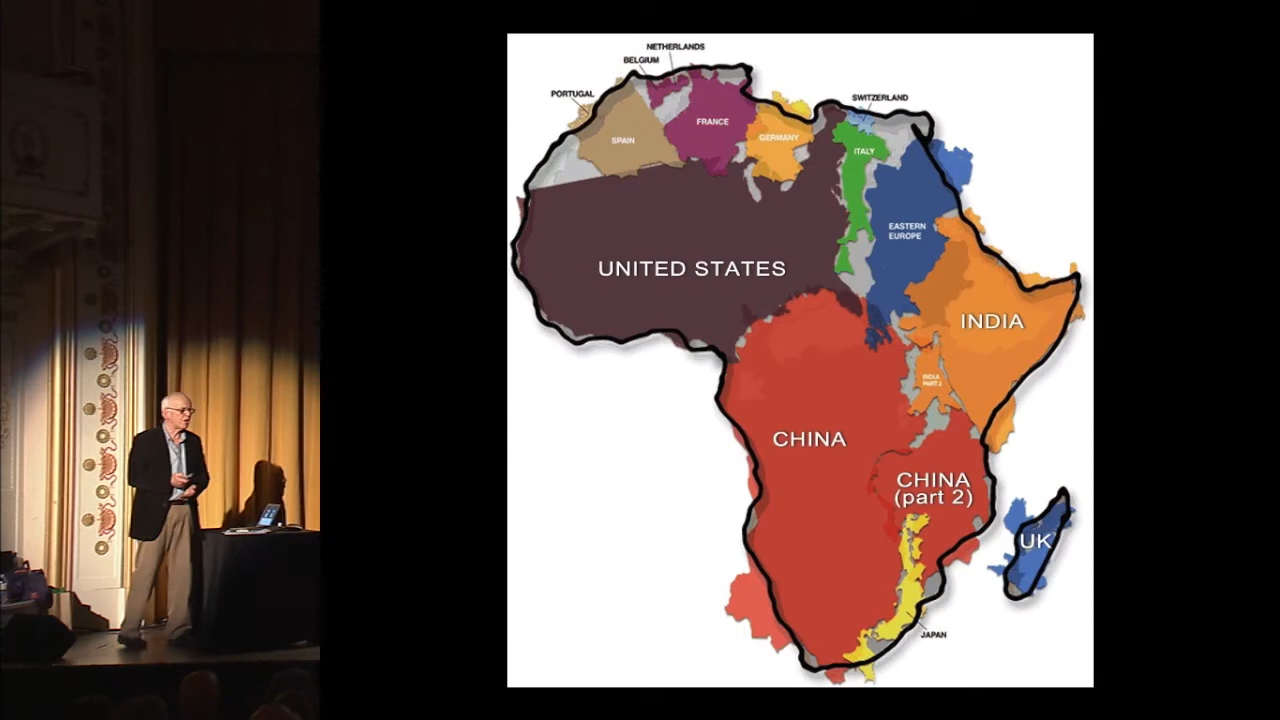 NETHERLANDS
BELGIUM
PORTUGAL
SWITZERLAND
FRANCE
SPAIN
GERMANY
ITALY
EASTERN
EUROPE
UNITED STATES
INDIA
INDIA
PART 2
CHINA
CHINA
(part 2)
UK
JAPAN